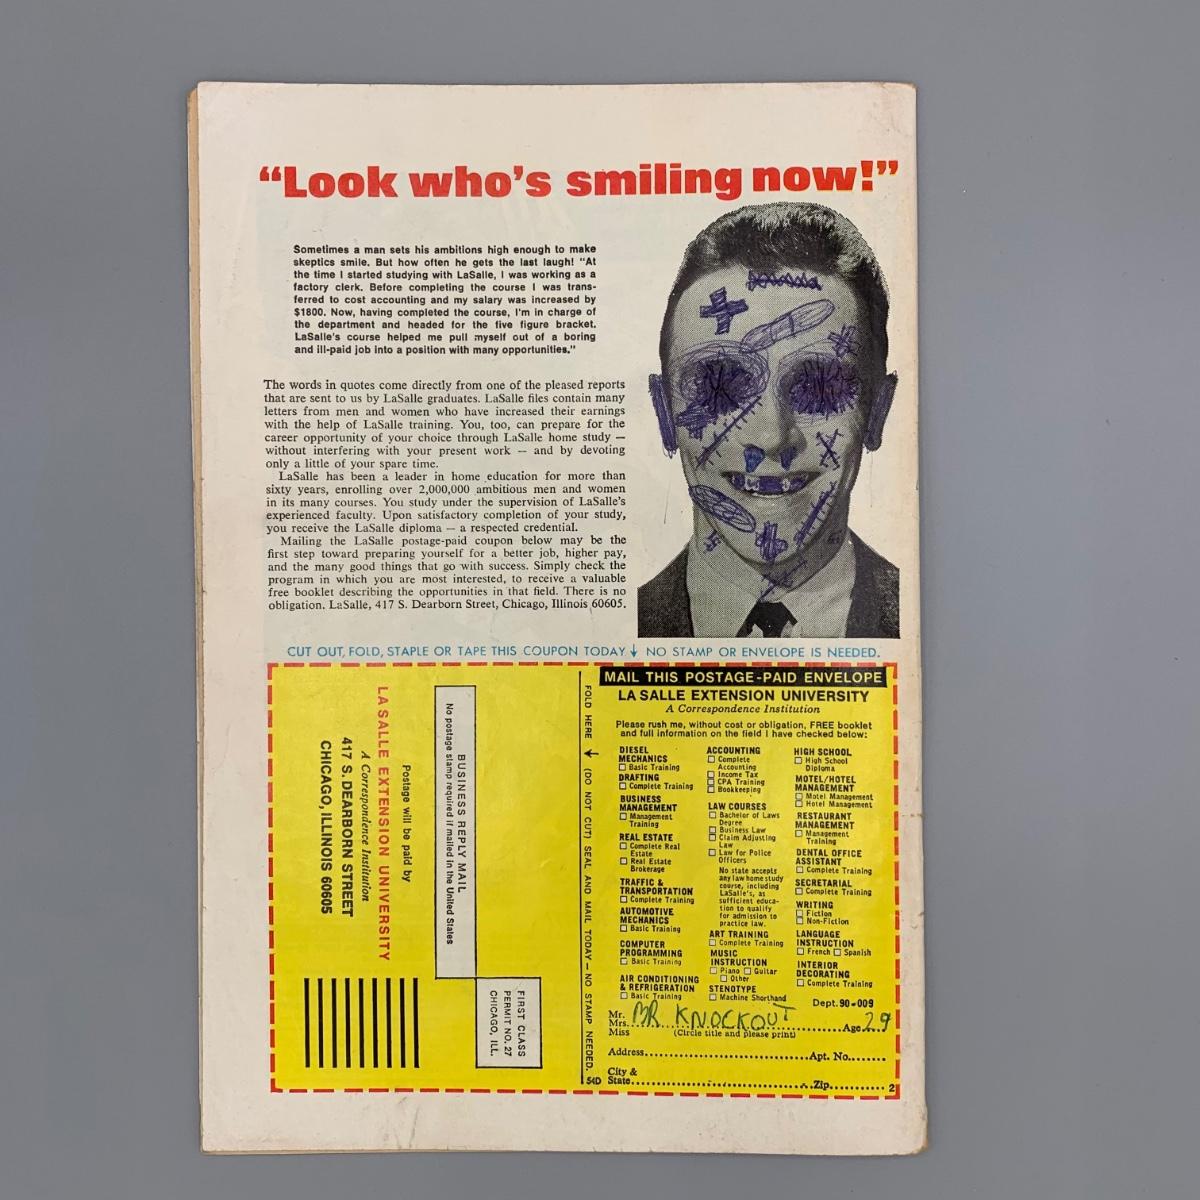 “Look who’s smiling now!”
Sometimes a man sets his ambitions high enough to make
skeptics smile. But how often he gets the last laugh! “At
the time I started studying with LaSalle, I was working as a
factory clerk. Before completing the course I was trans-
ferred to cost accounting and my salary was increased by
$1800. Now, having completed the course, I’m in charge of
the department and headed for the five figure bracket.
LaSalle’s course helped me pull myself out of a boring
and ill-paid job into a position with many opportunities.”
The words in quotes come directly from one of the pleased reports
that are sent to us by LaSalle graduates. LaSalle files contain many
letters from men and women who have increased their earnings
with the help of LaSalle training. You, too, can prepare for the
career opportunity of your choice through LaSalle home study —
without interfering with your present work — and by devoting
only a little of your spare time.
LaSalle has been a leader in home education for more than
sixty years, enrolling over 2,000,000 ambitious men and women
in its many courses. You study under the supervision of LaSalle’s
experienced faculty. Upon satisfactory completion of your study,
you receive the LaSalle diploma — a respected credential.
Mailing the LaSalle postage-paid coupon below may be the
first step toward preparing yourself for a better job, higher pay,
and the many good things that go with success. Simply check the
program in which you are most interested, to receive a valuable
free booklet describing the opportunities in that field. There is no
obligation. LaSalle, 417 S. Dearborn Street, Chicago, Illinois 60605.
CUT OUT, FOLD, STAPLE OR TAPE THIS COUPON TODAY ↓ NO STAMP OR ENVELOPE IS NEEDED.
BUSINESS REPLY MAIL
No postage stamp required if mailed in the United States
FIRST CLASS
PERMIT NO. 27
CHICAGO, ILL.
Postage will be paid by
LA SALLE EXTENSION UNIVERSITY
A Correspondence Institution
417 S. DEARBORN STREET
CHICAGO, ILLINOIS 60605
FOLD HERE ← (DO NOT CUT) SEAL AND MAIL TODAY — NO STAMP NEEDED.
54D
MAIL THIS POSTAGE-PAID ENVELOPE
LA SALLE EXTENSION UNIVERSITY
A Correspondence Institution
Please rush me, without cost or obligation, FREE booklet
and full information on the field I have checked below:
DIESEL
MECHANICS
☐ Basic Training
DRAFTING
☐ Complete Training
BUSINESS
MANAGEMENT
☐ Management
Training
REAL ESTATE
☐ Complete Real
Estate
☐ Real Estate
Brokerage
TRAFFIC &
TRANSPORTATION
☐ Complete Training
AUTOMOTIVE
MECHANICS
☐ Basic Training
COMPUTER
PROGRAMMING
☐ Basic Training
AIR CONDITIONING
& REFRIGERATION
☐ Basic Training
ACCOUNTING
☐ Complete
Accounting
☐ Income Tax
☐ CPA Training
☐ Bookkeeping
LAW COURSES
☐ Bachelor of Laws
Degree
☐ Business Law
☐ Claim Adjusting
Law
☐ Law for Police
Officers
No state accepts
any law home study
course, including
LaSalle’s, as
sufficient educa-
tion to qualify
for admission to
practice law.
ART TRAINING
☐ Complete Training
MUSIC
INSTRUCTION
☐ Piano ☐ Guitar
☐ Other
STENOTYPE
☐ Machine Shorthand
HIGH SCHOOL
☐ High School
Diploma
MOTEL/HOTEL
MANAGEMENT
☐ Motel Management
☐ Hotel Management
RESTAURANT
MANAGEMENT
☐ Management
Training
DENTAL OFFICE
ASSISTANT
☐ Complete Training
SECRETARIAL
☐ Complete Training
WRITING
☐ Fiction
☐ Non-Fiction
LANGUAGE
INSTRUCTION
☐ French ☐ Spanish
INTERIOR
DECORATING
☐ Complete Training
Dept. 90-009
Mr.
Mrs. MR KNOCKOUT Age 29
Miss (Circle title and please print)
Address Apt. No.
City &
State Zip
2